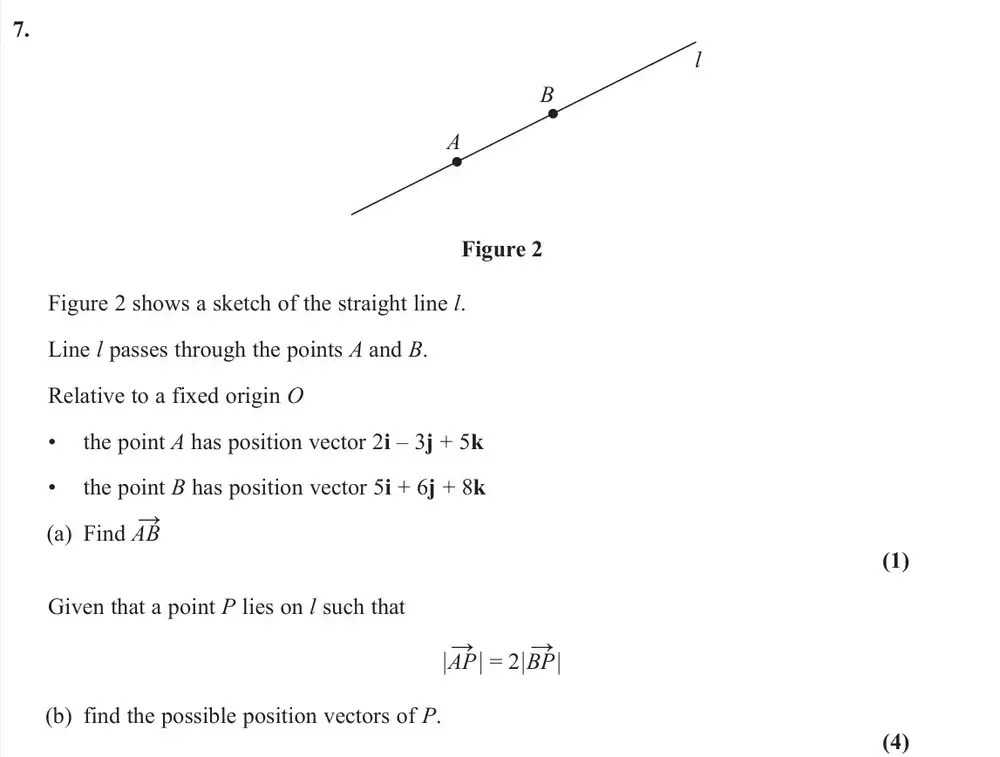 7.
l
B
A
Figure 2
Figure 2 shows a sketch of the straight line l.
Line l passes through the points A and B.
Relative to a fixed origin O
• the point A has position vector 2i – 3j + 5k
• the point B has position vector 5i + 6j + 8k
(a) Find $\overrightarrow{AB}$
(1)
Given that a point P lies on l such that
$|\overrightarrow{AP}| = 2|\overrightarrow{BP}|$
(b) find the possible position vectors of P.
(4)